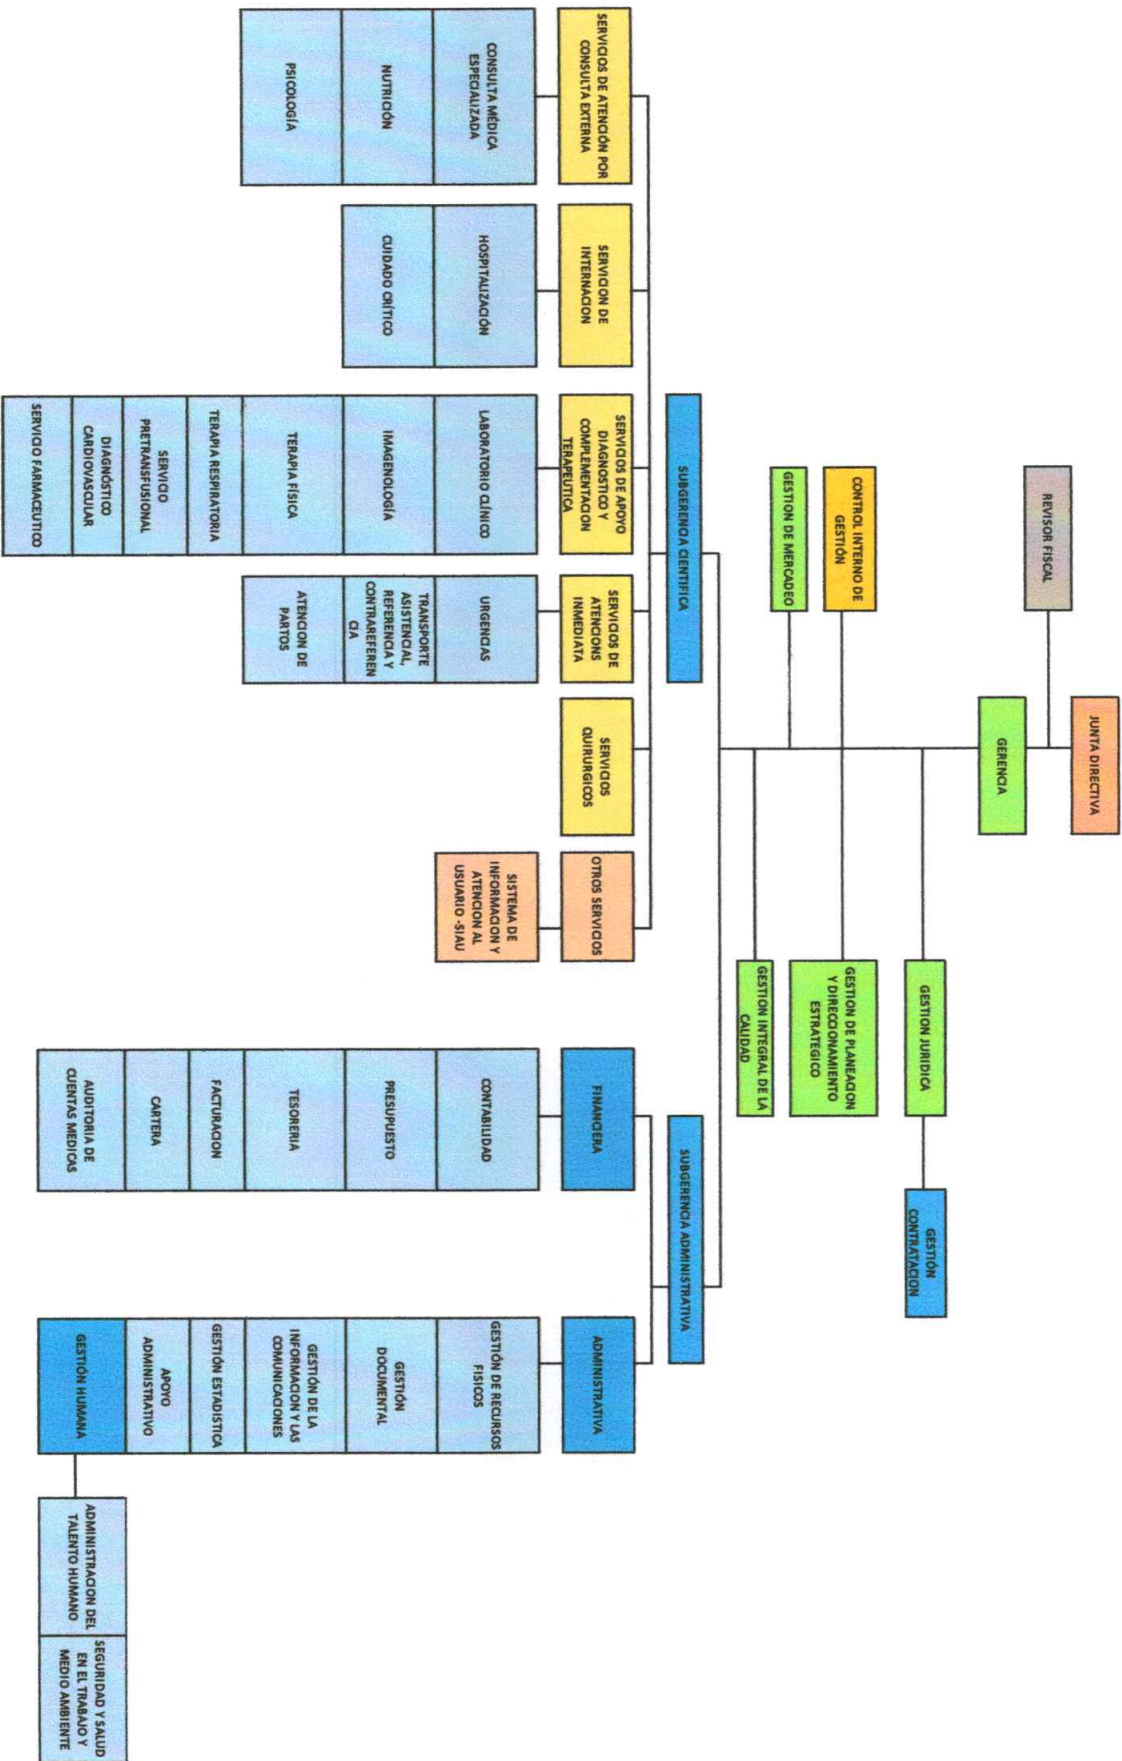 JUNTA DIRECTIVA
REVISOR FISCAL
GERENCIA
GESTION JURIDICA
GESTIÓN
CONTRATACION
CONTROL INTERNO DE
GESTIÓN
GESTION DE PLANEACION
Y DIRECCIONAMIENTO
ESTRATEGICO
GESTION DE MERCADEO
GESTION INTEGRAL DE LA
CALIDAD
SUBGERENCIA CIENTIFICA
SUBGERENCIA ADMINISTRATIVA
SERVICIOS DE ATENCIÓN POR
CONSULTA EXTERNA
CONSULTA MÉDICA
ESPECIALIZADA
NUTRICIÓN
PSICOLOGÍA
SERVICION DE
INTERNACION
HOSPITALIZACIÓN
CUIDADO CRÍTICO
SERVICIOS DE APOYO
DIAGNOSTICO Y
COMPLEMENTACION
TERAPEUTICA
LABORATORIO CLÍNICO
IMAGENOLOGÍA
TERAPIA FÍSICA
TERAPIA RESPIRATORIA
SERVICIO
PRETRANSFUSIONAL
DIAGNÓSTICO
CARDIOVASCULAR
SERVICIO FARMACEUTICO
SERVICIOS DE
ATENCIONS
INMEDIATA
URGENCIAS
TRANSPORTE
ASISTENCIAL,
REFERENCIA Y
CONTRAREFEREN
CIA
ATENCION DE
PARTOS
SERVICIOS
QUIRURGICOS
OTROS SERVICIOS
SISTEMA DE
INFORMACION Y
ATENCION AL
USUARIO -SIAU
FINANCIERA
CONTABILIDAD
PRESUPUESTO
TESORERIA
FACTURACION
CARTERA
AUDITORIA DE
CUENTAS MEDICAS
ADMINISTRATIVA
GESTIÓN DE RECURSOS
FISICOS
GESTIÓN
DOCUMENTAL
GESTIÓN DE LA
INFORMACION Y LAS
COMUNICACIONES
GESTIÓN ESTADISTICA
APOYO
ADMINISTRATIVO
GESTIÓN HUMANA
ADMINISTRACION DEL
TALENTO HUMANO
SEGURIDAD Y SALUD
EN EL TRABAJO Y
MEDIO AMBIENTE